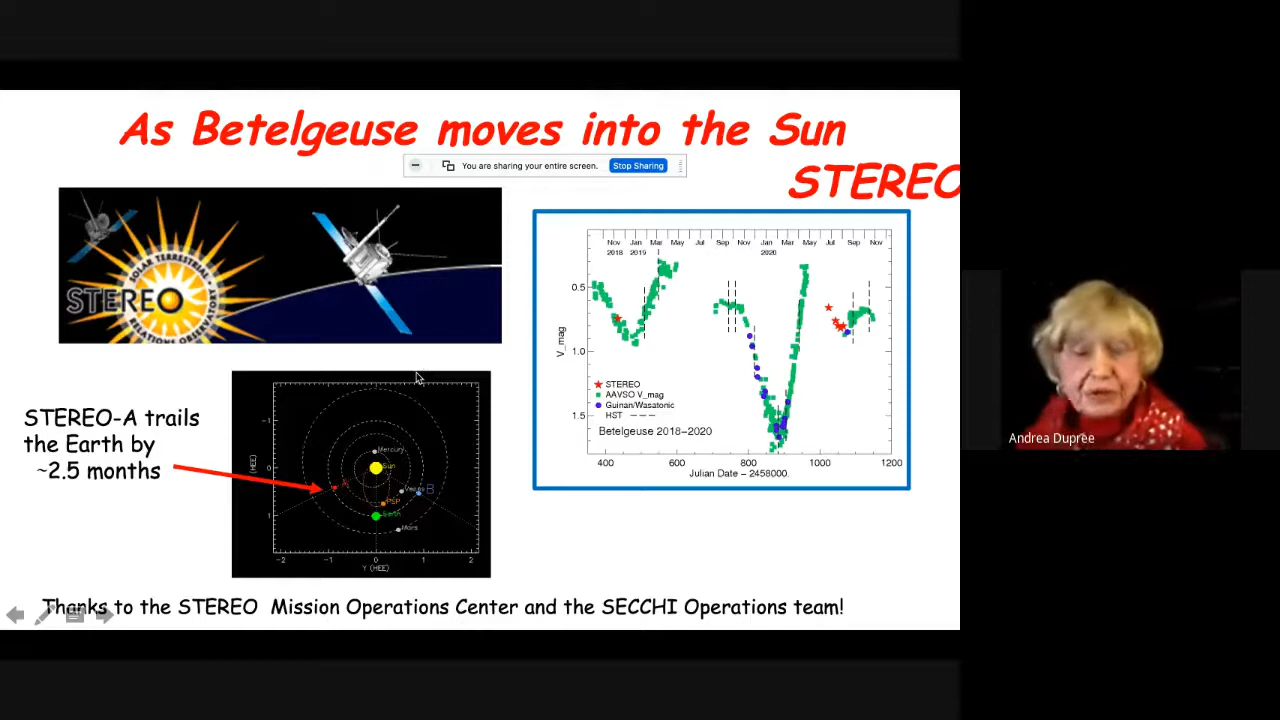 As Betelgeuse moves into the Sun
You are sharing your entire screen.
Stop Sharing
STEREO
SOLAR TERRESTRIAL
STEREO
RELATIONS OBSERVATORY
STEREO-A trails
the Earth by
~2.5 months
[HEE]
-1
0
1
Mercury
Sun
A
Venus
B
PSP
Earth
Mars
-2 -1 0 1 2
Y (HEE)
Nov Jan Mar May Jul Sep Nov Jan Mar May Jul Sep Nov
2018 2019 2020
V_mag
0.5
1.0
1.5
STEREO
AAVSO V_mag
Guinan/Wasatonic
HST
Betelgeuse 2018-2020
400 600 800 1000 1200
Julian Date - 2458000.
Thanks to the STEREO Mission Operations Center and the SECCHI Operations team!
Andrea Dupree